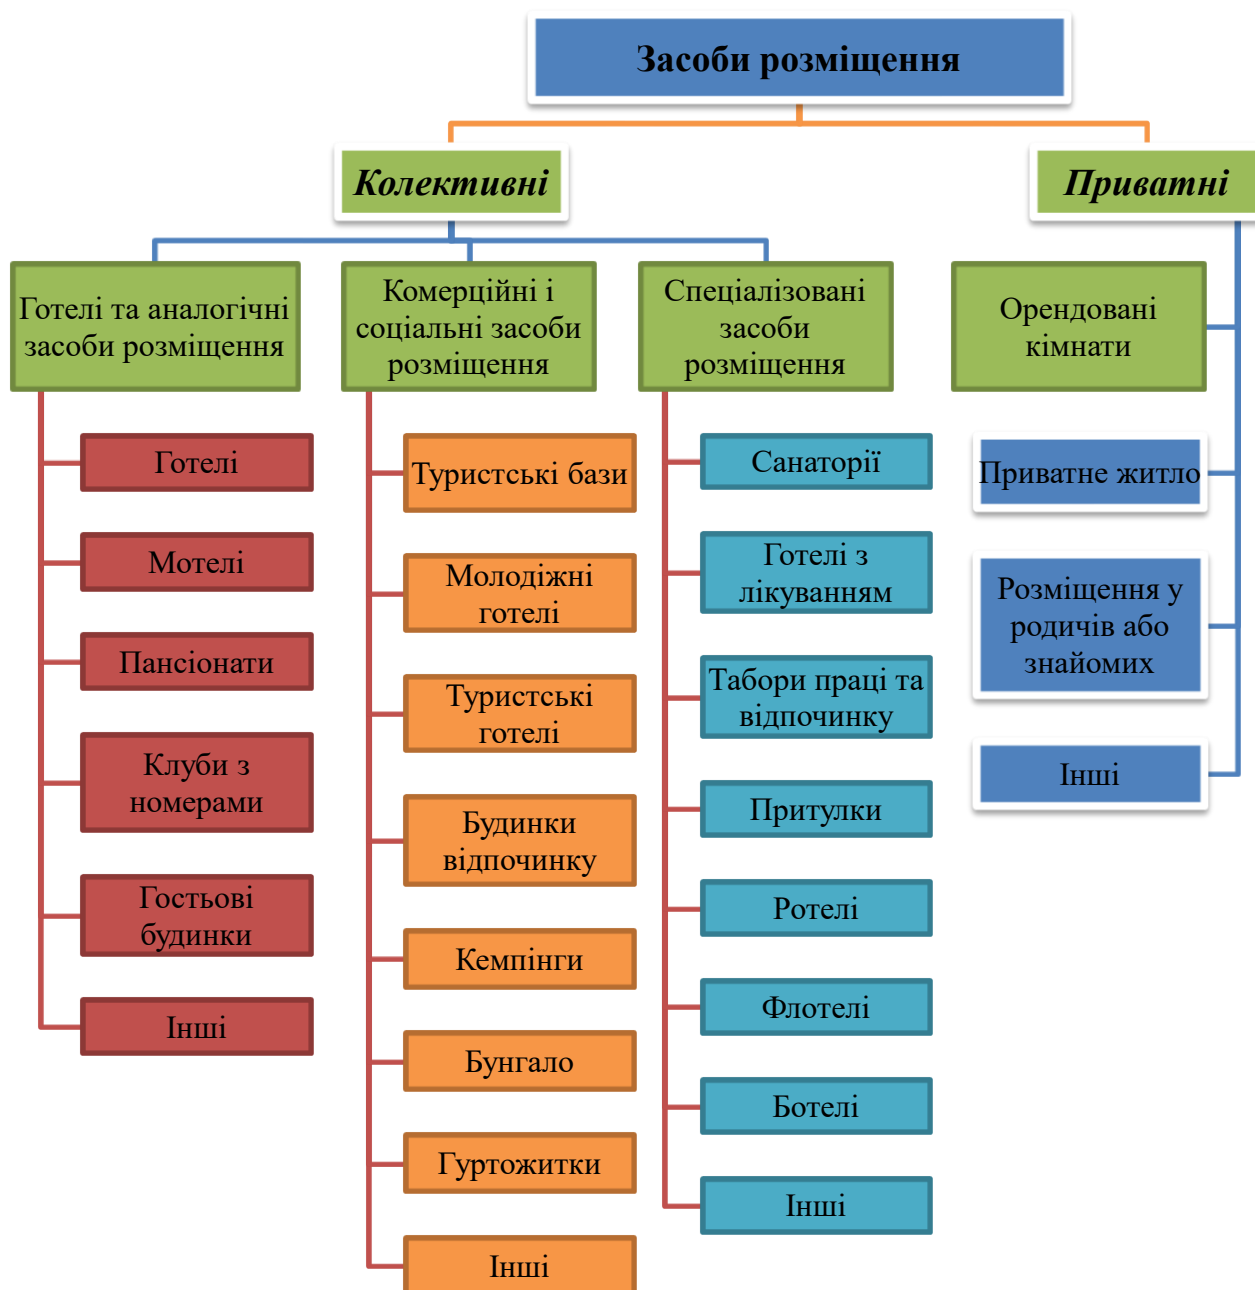 Засоби розміщення
Колективні
Приватні
Готелі та аналогічні
засоби розміщення
Комерційні і
соціальні засоби
розміщення
Спеціалізовані
засоби
розміщення
Орендовані
кімнати
Готелі
Мотелі
Пансіонати
Клуби з
номерами
Гостьові
будинки
Інші
Туристські бази
Молодіжні
готелі
Туристські
готелі
Будинки
відпочинку
Кемпінги
Бунгало
Гуртожитки
Інші
Санаторії
Готелі з
лікуванням
Табори праці та
відпочинку
Притулки
Ротелі
Флотелі
Ботелі
Інші
Приватне житло
Розміщення у
родичів або
знайомих
Інші